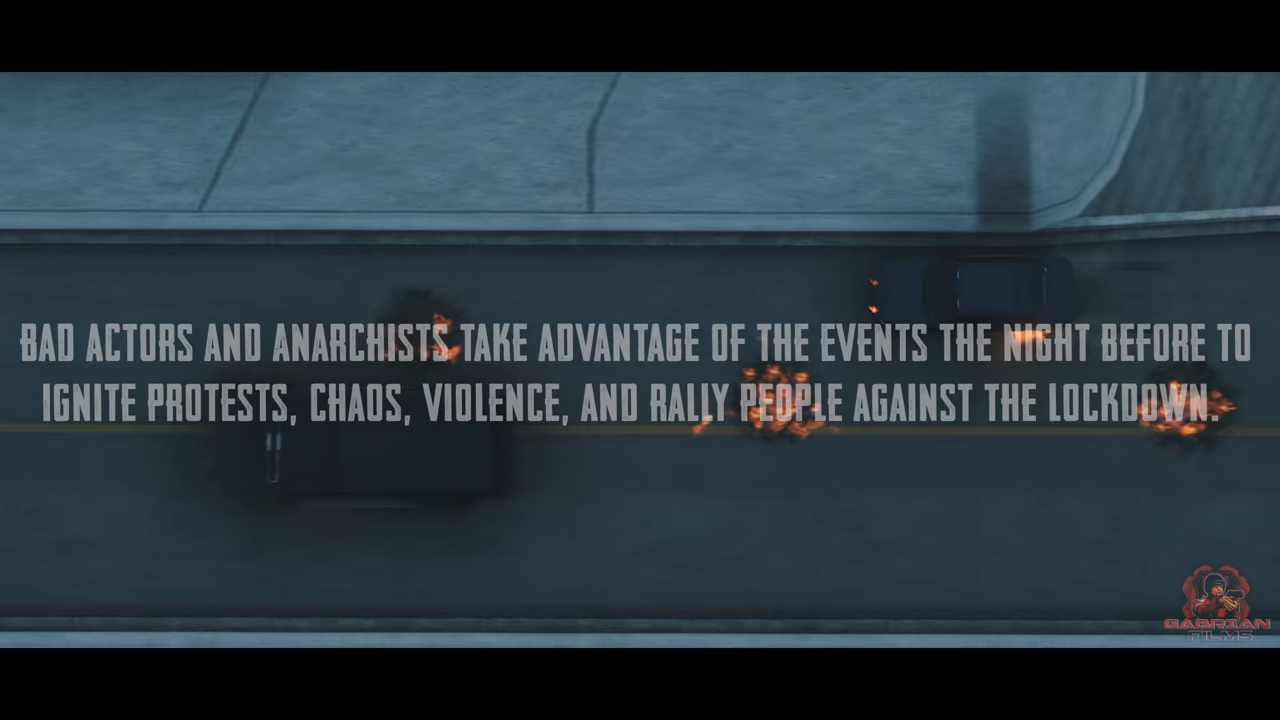 BAD ACTORS AND ANARCHISTS TAKE ADVANTAGE OF THE EVENTS THE NIGHT BEFORE TO
IGNITE PROTESTS, CHAOS, VIOLENCE, AND RALLY PEOPLE AGAINST THE LOCKDOWN.
GABRIAN
FILMS